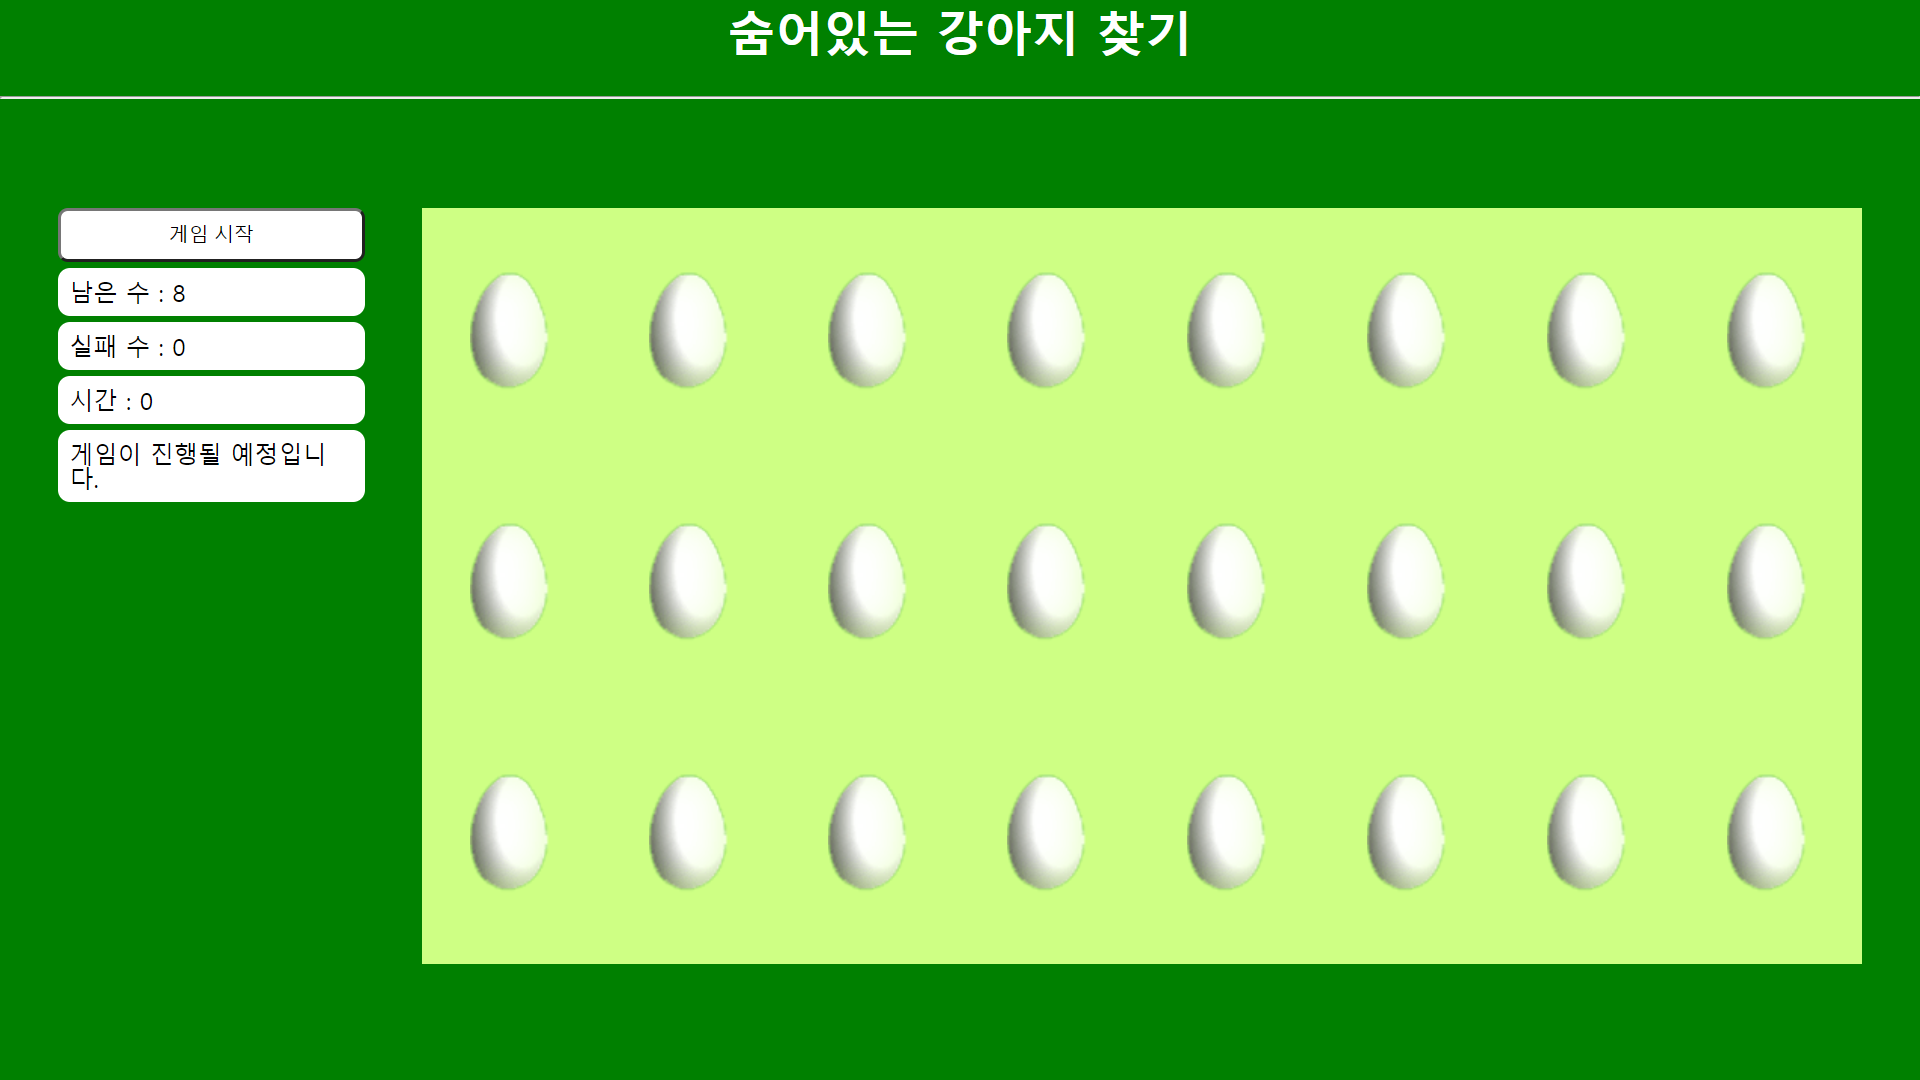 숨어있는 강아지 찾기
게임 시작
남은 수 : 8
실패 수 : 0
시간 : 0
게임이 진행될 예정입니
다.